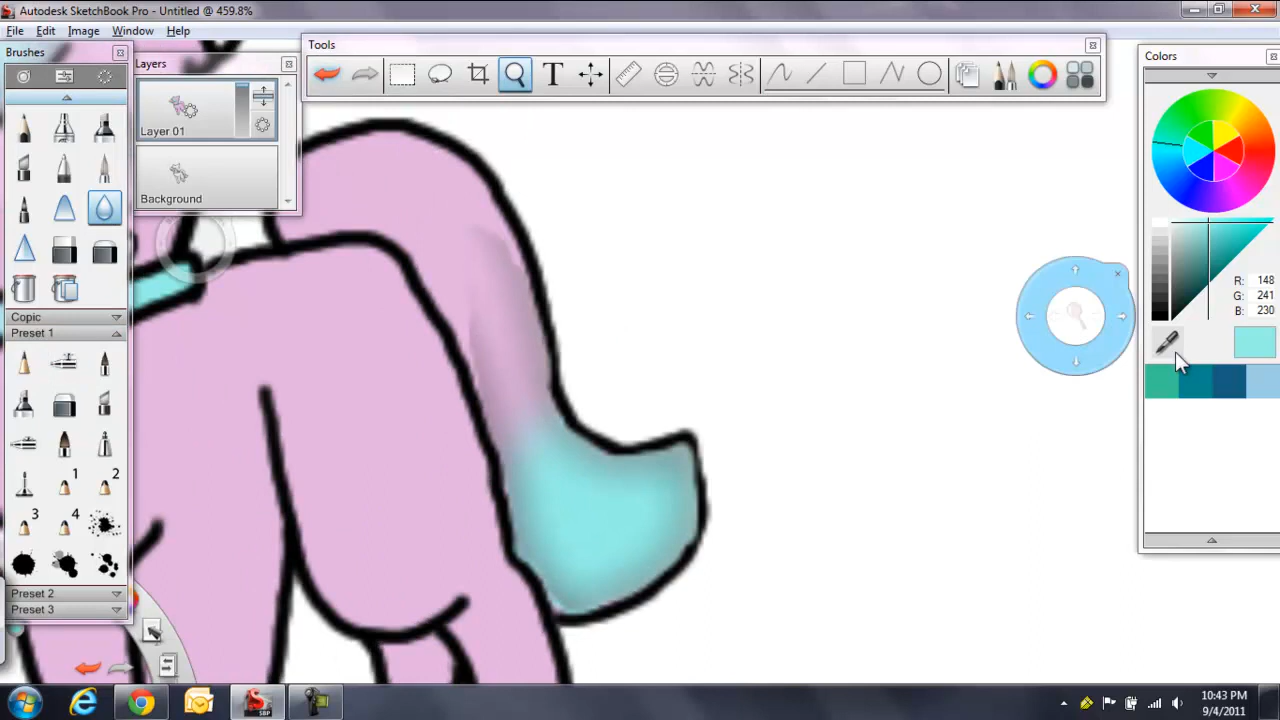 Autodesk SketchBook Pro - Untitled @ 459.8%
File Edit Image Window Help
Tools
Brushes
Layers
Colors
T
Layer 01
Background
R: 148
G: 241
B: 230
Copic
Preset 1
1 2
3 4
Preset 2
Preset 3
SBP
10:43 PM
9/4/2011